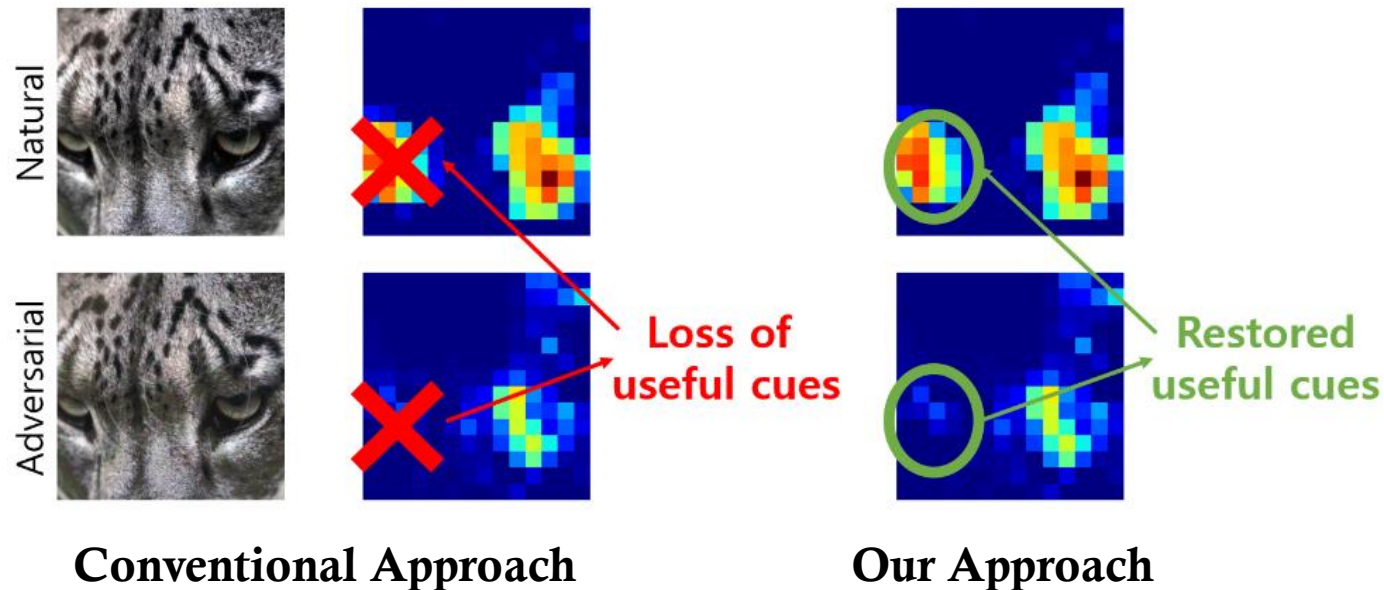 Natural
Adversarial
Loss of
useful cues
Restored
useful cues
Conventional Approach
Our Approach